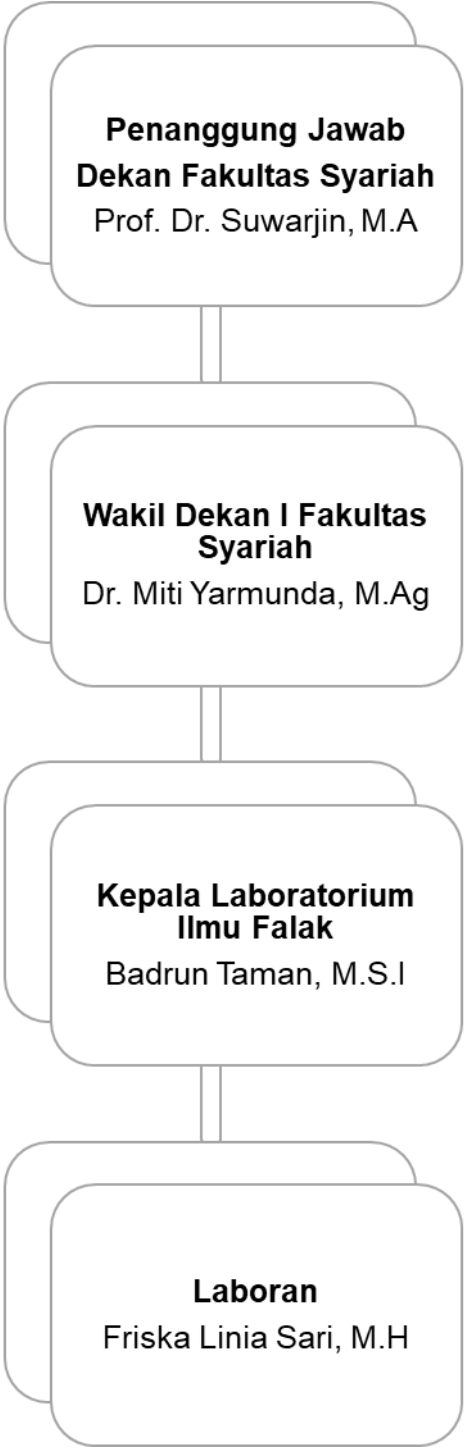 Penanggung Jawab
Dekan Fakultas Syariah
Prof. Dr. Suwarjin, M.A
Wakil Dekan I Fakultas
Syariah
Dr. Miti Yarmunda, M.Ag
Kepala Laboratorium
Ilmu Falak
Badrun Taman, M.S.I
Laboran
Friska Linia Sari, M.H